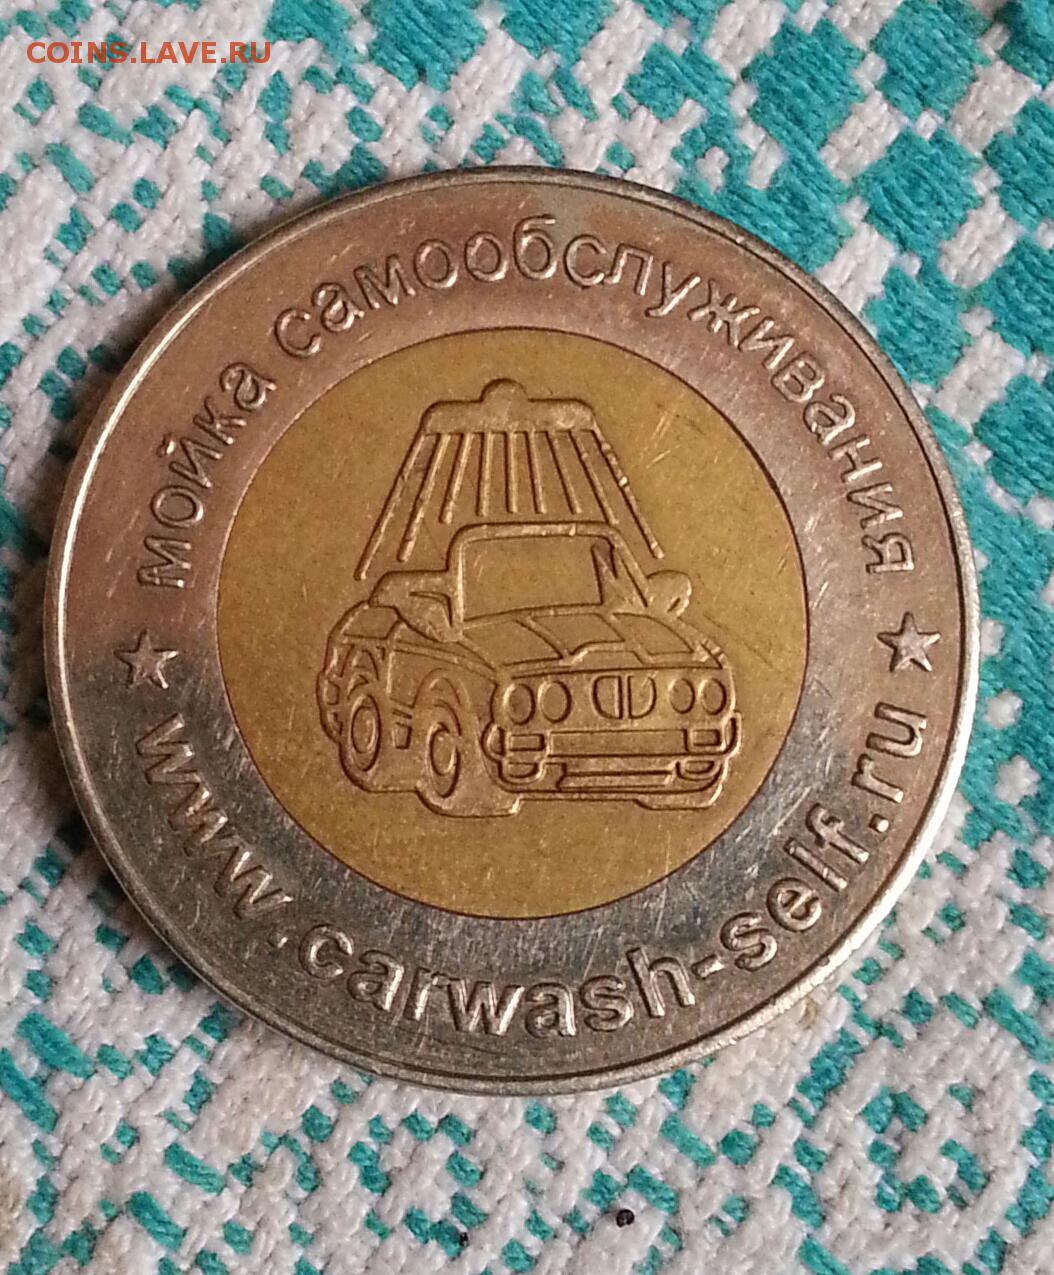 COINS.LAVE.RU
мойка самообслуживания
www.carwash-self.ru